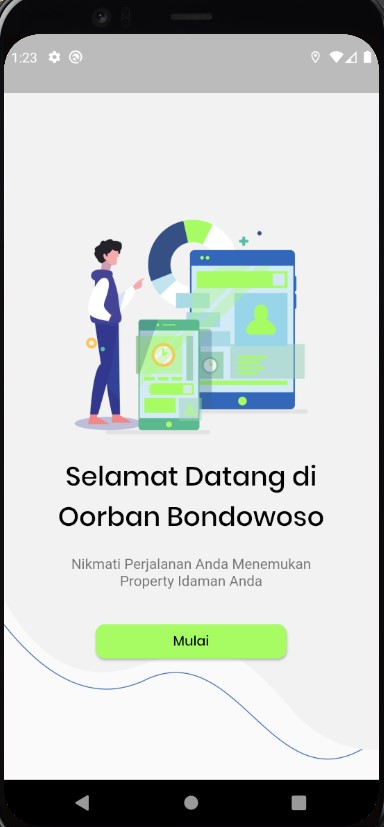 1:23
Selamat Datang di
Oorban Bondowoso
Nikmati Perjalanan Anda Menemukan
Property Idaman Anda
Mulai